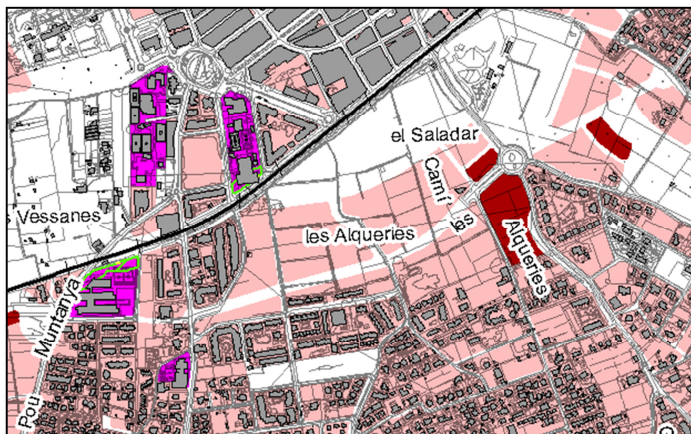 el Saladar
Camí
les
Alqueries
s Vessanes
les Alqueries
Muntanya
Pou